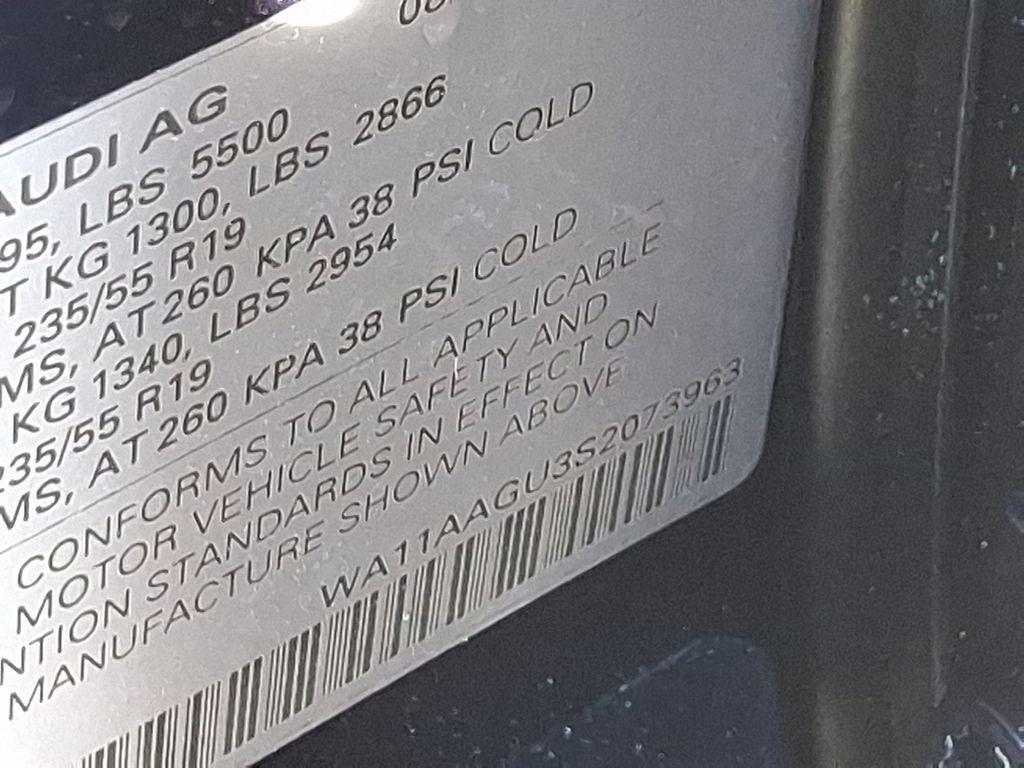 AUDI AG
95, LBS 5500
T KG 1300, LBS 2866
235/55 R19
MS, AT 260 KPA 38 PSI COLD
KG 1340, LBS 2954
235/55 R19
MS, AT 260 KPA 38 PSI COLD
CONFORMS TO ALL APPLICABLE
MOTOR VEHICLE SAFETY AND
NTION STANDARDS IN EFFECT ON
MANUFACTURE SHOWN ABOVE.
WA11AAGU3S2073963